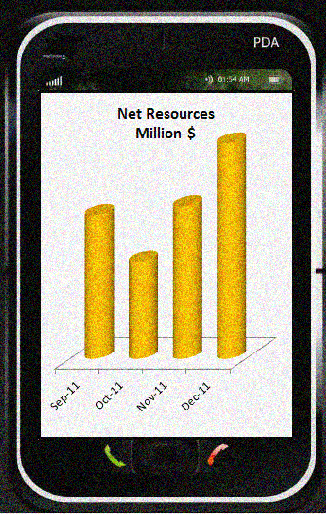 PDA
01:54 AM
Net Resources
Million $
Sep-11
Oct-11
Nov-11
Dec-11